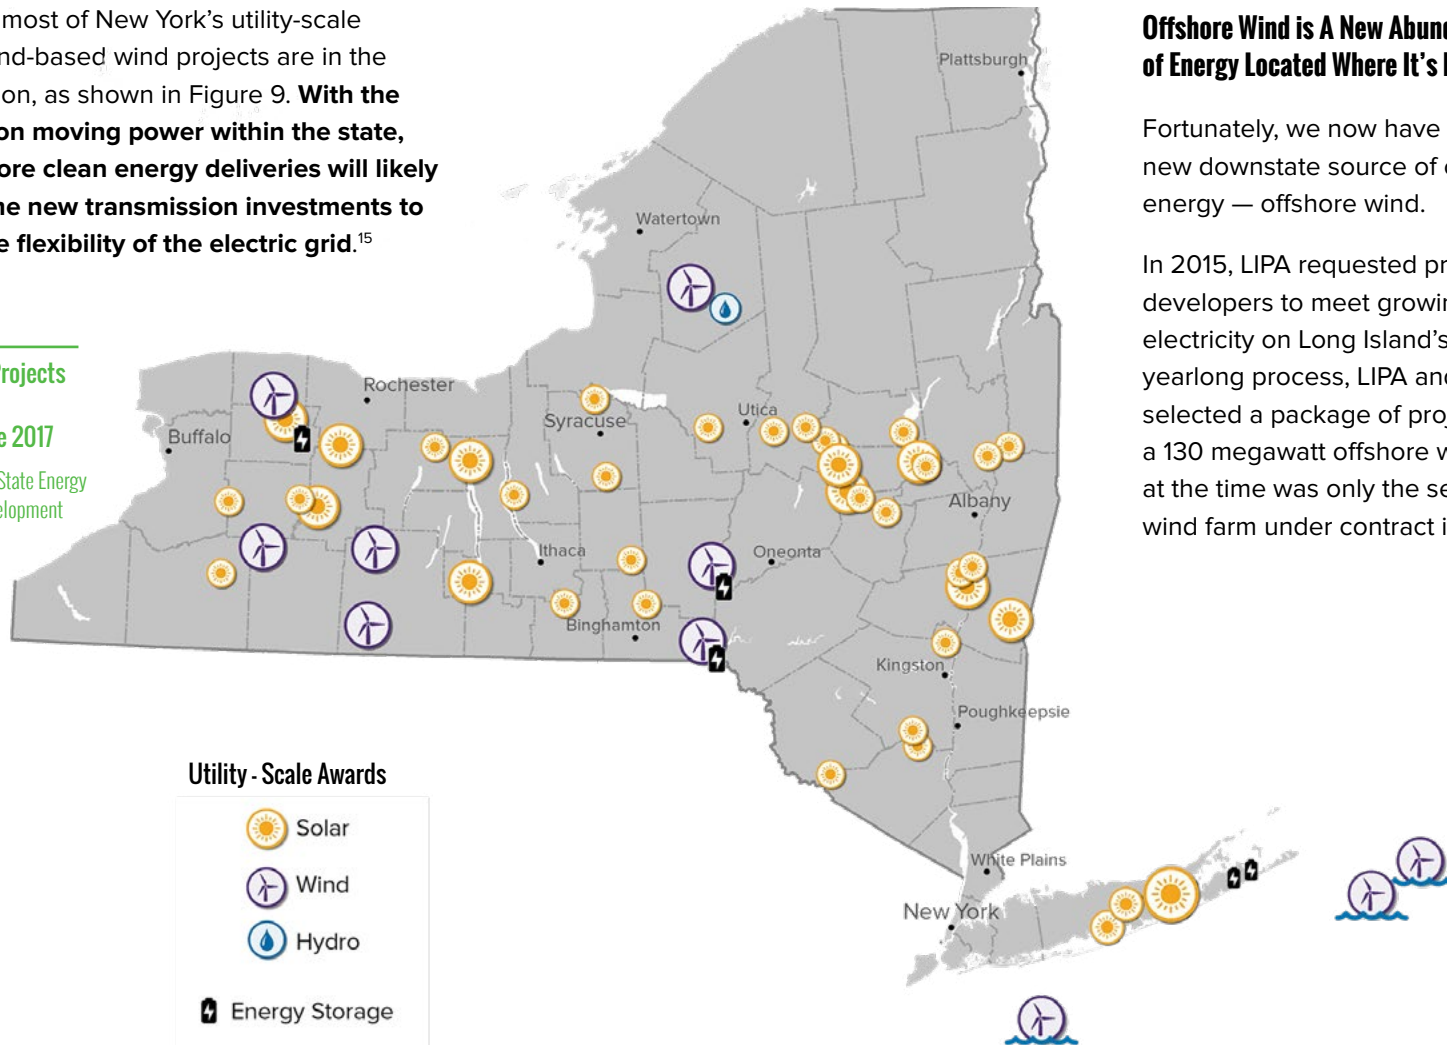 most of New York's utility-scale
nd-based wind projects are in the
on, as shown in Figure 9. With the
on moving power within the state,
ore clean energy deliveries will likely
ne new transmission investments to
e flexibility of the electric grid.15
Projects
e 2017
State Energy
elopment
Plattsburgh
Watertown
Rochester
Buffalo
Syracuse
Utica
Albany
Ithaca
Oneonta
Binghamton
Kingston
Poughkeepsie
White Plains
New York
Utility - Scale Awards
Solar
Wind
Hydro
Energy Storage
Offshore Wind is A New Abund
of Energy Located Where It's
Fortunately, we now have
new downstate source of
energy — offshore wind.
In 2015, LIPA requested pr
developers to meet growin
electricity on Long Island's
yearlong process, LIPA and
selected a package of proj
a 130 megawatt offshore w
at the time was only the se
wind farm under contract i